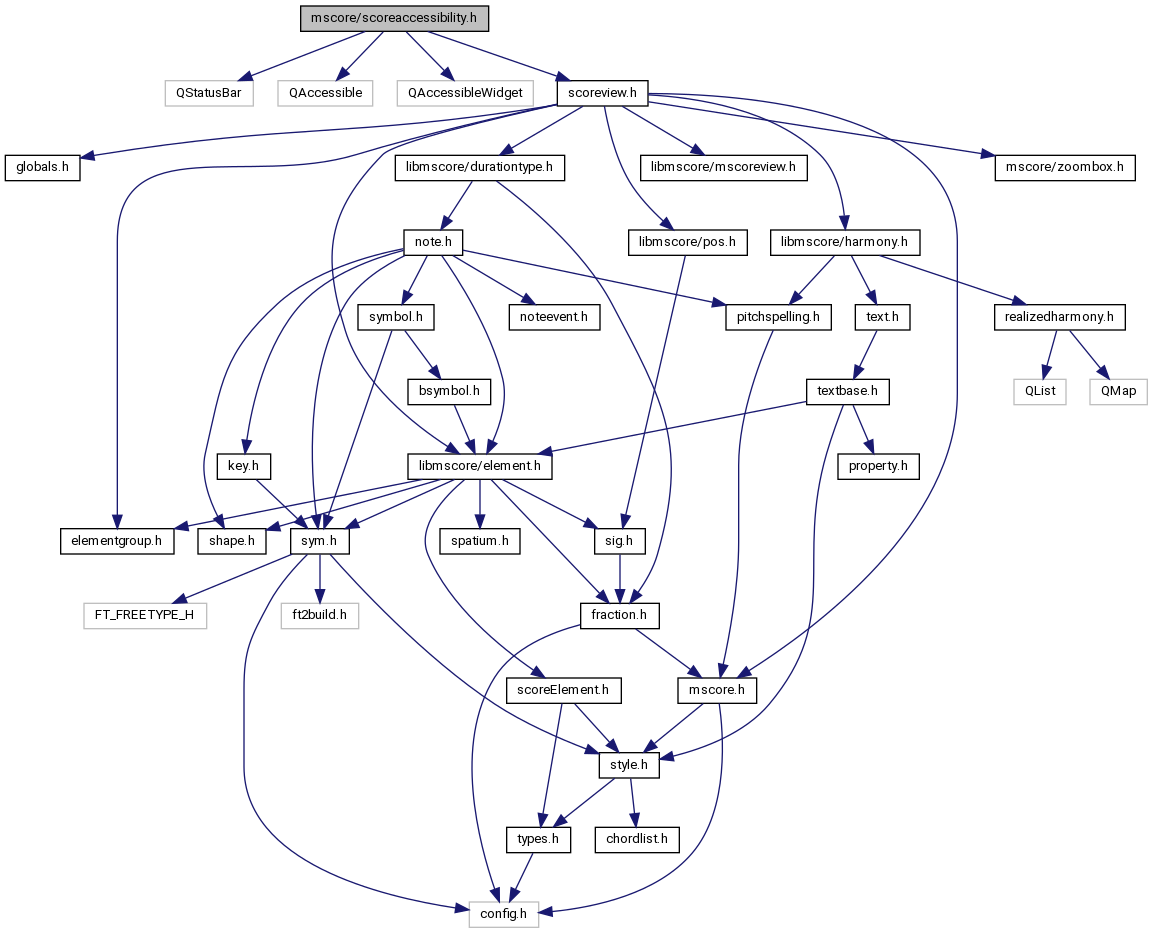 mscore/scoreaccessibility.h
QStatusBar
QAccessible
QAccessibleWidget
scoreview.h
globals.h
libmscore/durationtype.h
libmscore/mscoreview.h
mscore/zoombox.h
note.h
libmscore/pos.h
libmscore/harmony.h
symbol.h
noteevent.h
pitchspelling.h
text.h
realizedharmony.h
bsymbol.h
textbase.h
QList
QMap
key.h
libmscore/element.h
property.h
elementgroup.h
shape.h
sym.h
spatium.h
sig.h
FT_FREETYPE_H
ft2build.h
fraction.h
scoreElement.h
mscore.h
style.h
types.h
chordlist.h
config.h